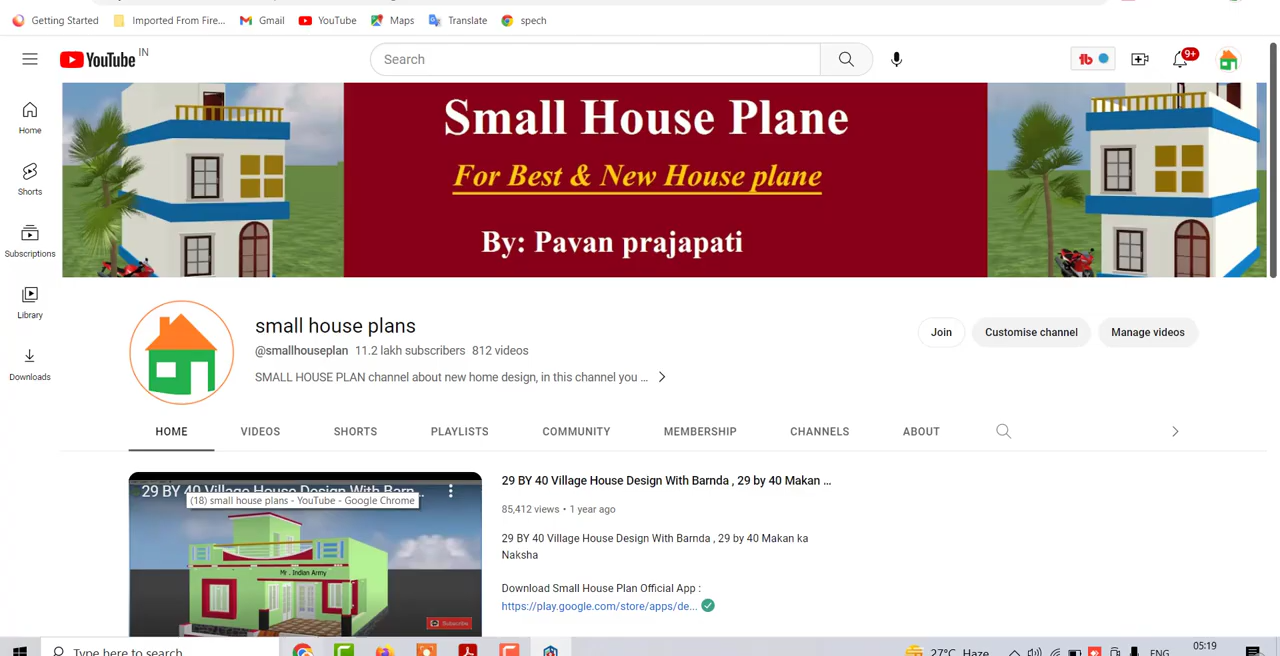 Getting Started
Imported From Fire...
Gmail
YouTube
Maps
Translate
spech
YouTube IN
Search
tb
9+
Home
Shorts
Subscriptions
Library
Downloads
Small House Plane
For Best & New House plane
By: Pavan prajapati
small house plans
@smallhouseplan 11.2 lakh subscribers 812 videos
SMALL HOUSE PLAN channel about new home design, in this channel you ...
Join
Customise channel
Manage videos
HOME
VIDEOS
SHORTS
PLAYLISTS
COMMUNITY
MEMBERSHIP
CHANNELS
ABOUT
29 BY 40 Village House Design With Barn...
(18) small house plans - YouTube - Google Chrome
Mr. Indian Army
Subscribe
29 BY 40 Village House Design With Barnda , 29 by 40 Makan ...
85,412 views • 1 year ago
29 BY 40 Village House Design With Barnda , 29 by 40 Makan ka
Naksha
Download Small House Plan Official App :
https://play.google.com/store/apps/de...
Type here to search
27°C Haze
ENG
05:19